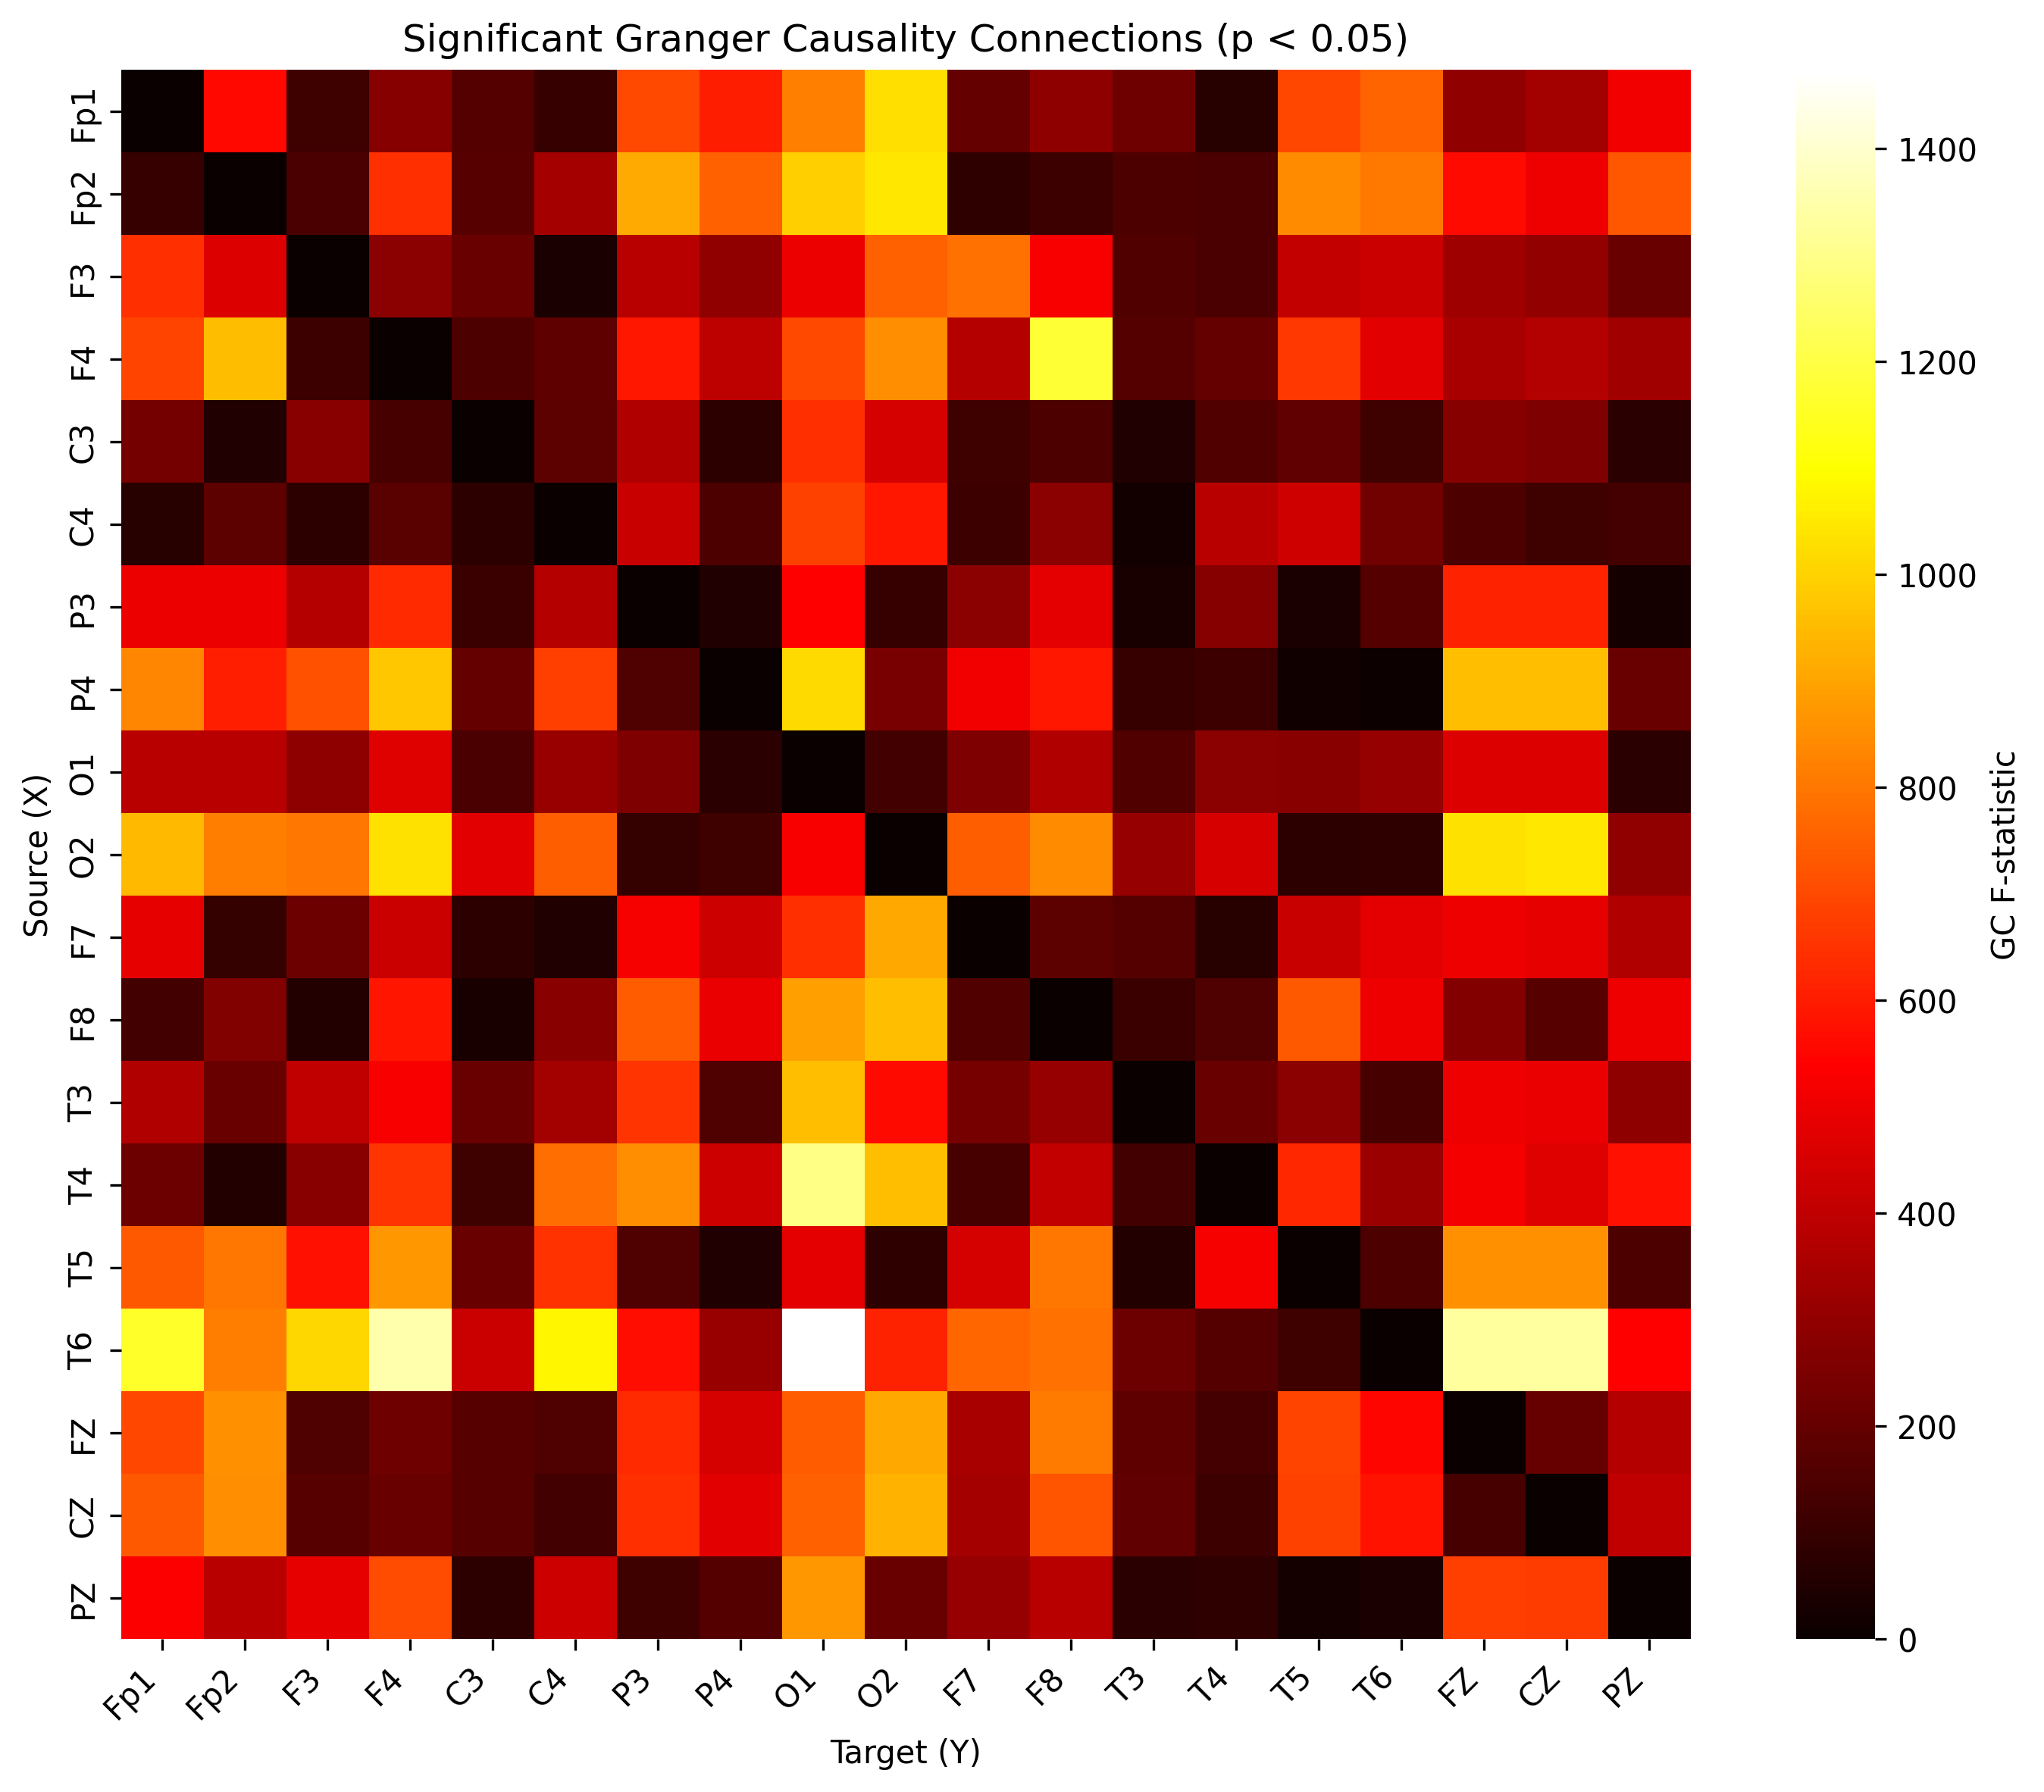 Significant Granger Causality Connections (p < 0.05)
Source (X)
Fp1
Fp2
F3
F4
C3
C4
P3
P4
O1
O2
F7
F8
T3
T4
T5
T6
FZ
CZ
PZ
Fp1
Fp2
F3
F4
C3
C4
P3
P4
O1
O2
F7
F8
T3
T4
T5
T6
FZ
CZ
PZ
Target (Y)
1400
1200
1000
800
600
400
200
0
GC F-statistic